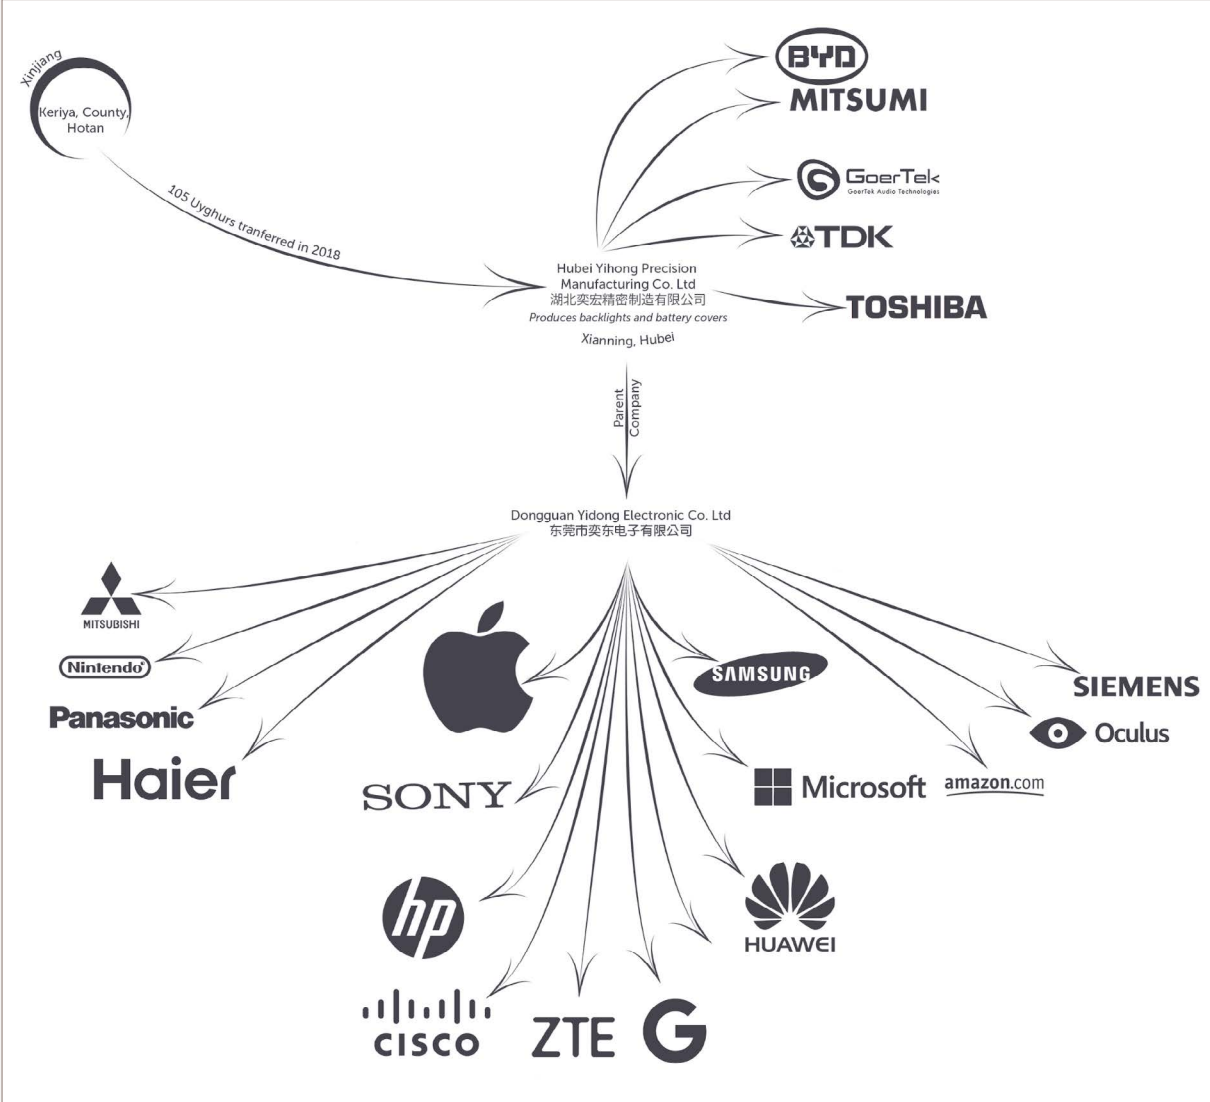 Xinjiang
Keriya, County,
Hotan
105 Uyghurs tranferred in 2018
BYD
MITSUMI
GoerTek
GoerTek Audio Technologies
TDK
TOSHIBA
Hubei Yihong Precision
Manufacturing Co. Ltd
湖北奕宏精密制造有限公司
Produces backlights and battery covers
Xianning, Hubei
Parent
Company
Dongguan Yidong Electronic Co. Ltd
东莞市奕东电子有限公司
MITSUBISHI
Nintendo
Panasonic
Haier
SONY
hp
CISCO
ZTE
G
HUAWEI
SAMSUNG
Microsoft
amazon.com
Oculus
SIEMENS